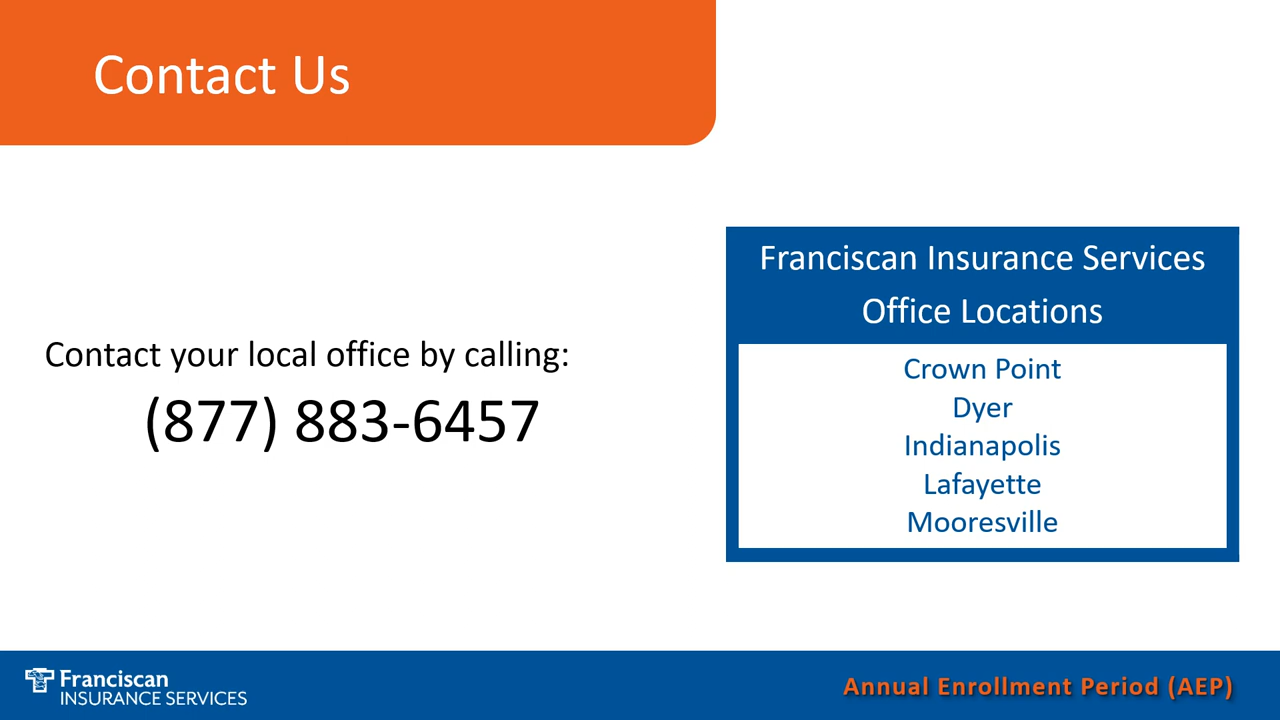 Contact Us
Contact your local office by calling:
(877) 883-6457
Franciscan Insurance Services
Office Locations
Crown Point
Dyer
Indianapolis
Lafayette
Mooresville
Franciscan
INSURANCE SERVICES
Annual Enrollment Period (AEP)